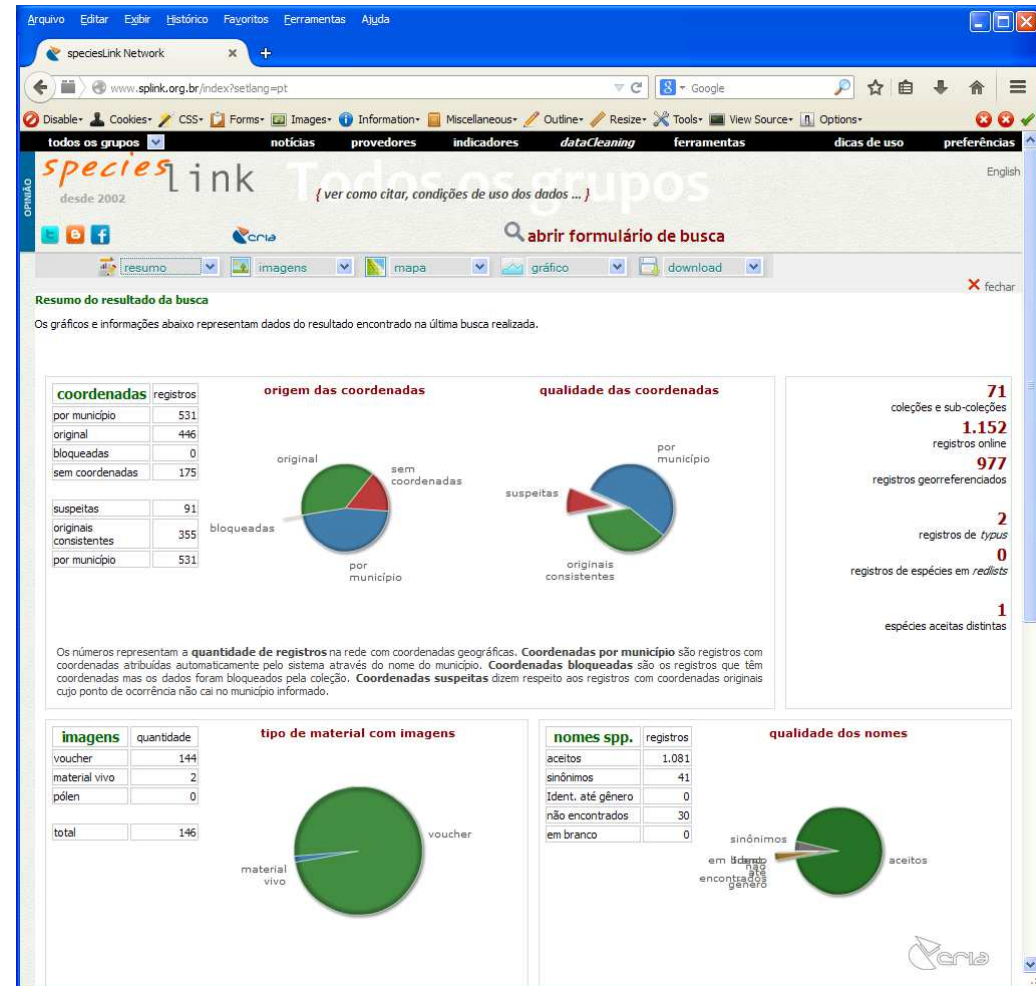 Arquivo Editar Exibir Histórico Favoritos Ferramentas Ajuda
speciesLink Network
www.splink.org.br/index?setlang=pt
Google
Disable Cookies CSS Forms Images Information Miscellaneous Outline Resize Tools View Source Options
todos os grupos notícias provedores indicadores dataCleaning ferramentas dicas de uso preferências
OPINIÃO
Todos os grupos
species link
desde 2002
{ ver como citar, condições de uso dos dados ... }
English
cria
abrir formulário de busca
resumo imagens mapa gráfico download
fechar
Resumo do resultado da busca
Os gráficos e informações abaixo representam dados do resultado encontrado na última busca realizada.
coordenadas registros
por município 531
original 446
bloqueadas 0
sem coordenadas 175
suspeitas 91
originais consistentes 355
por município 531
origem das coordenadas
original
sem coordenadas
bloqueadas
por município
qualidade das coordenadas
por município
suspeitas
originais consistentes
71
coleções e sub-coleções
1.152
registros online
977
registros georreferenciados
2
registros de typus
0
registros de espécies em redlists
1
espécies aceitas distintas
Os números representam a quantidade de registros na rede com coordenadas geográficas. Coordenadas por município são registros com
coordenadas atribuídas automaticamente pelo sistema através do nome do município. Coordenadas bloqueadas são os registros que têm
coordenadas mas os dados foram bloqueados pela coleção. Coordenadas suspeitas dizem respeito aos registros com coordenadas originais
cujo ponto de ocorrência não cai no município informado.
imagens quantidade
voucher 144
material vivo 2
pólen 0
total 146
tipo de material com imagens
voucher
material vivo
nomes spp. registros
aceitos 1.081
sinônimos 41
Ident. até gênero 0
não encontrados 30
em branco 0
qualidade dos nomes
sinônimos
aceitos
em
não
até
encontrados
gênero
cria